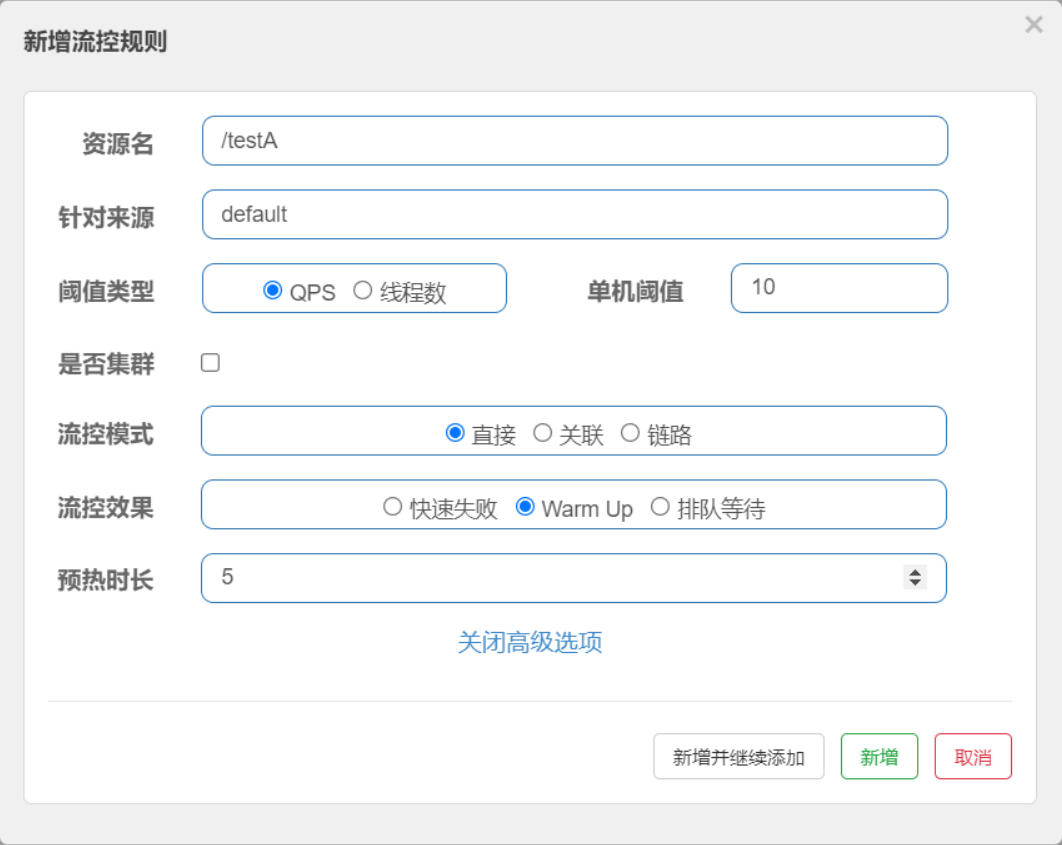 新增流控规则
×
资源名 /testA
针对来源 default
阈值类型 QPS 线程数 单机阈值 10
是否集群
流控模式 直接 关联 链路
流控效果 快速失败 Warm Up 排队等待
预热时长 5
关闭高级选项
新增并继续添加 新增 取消